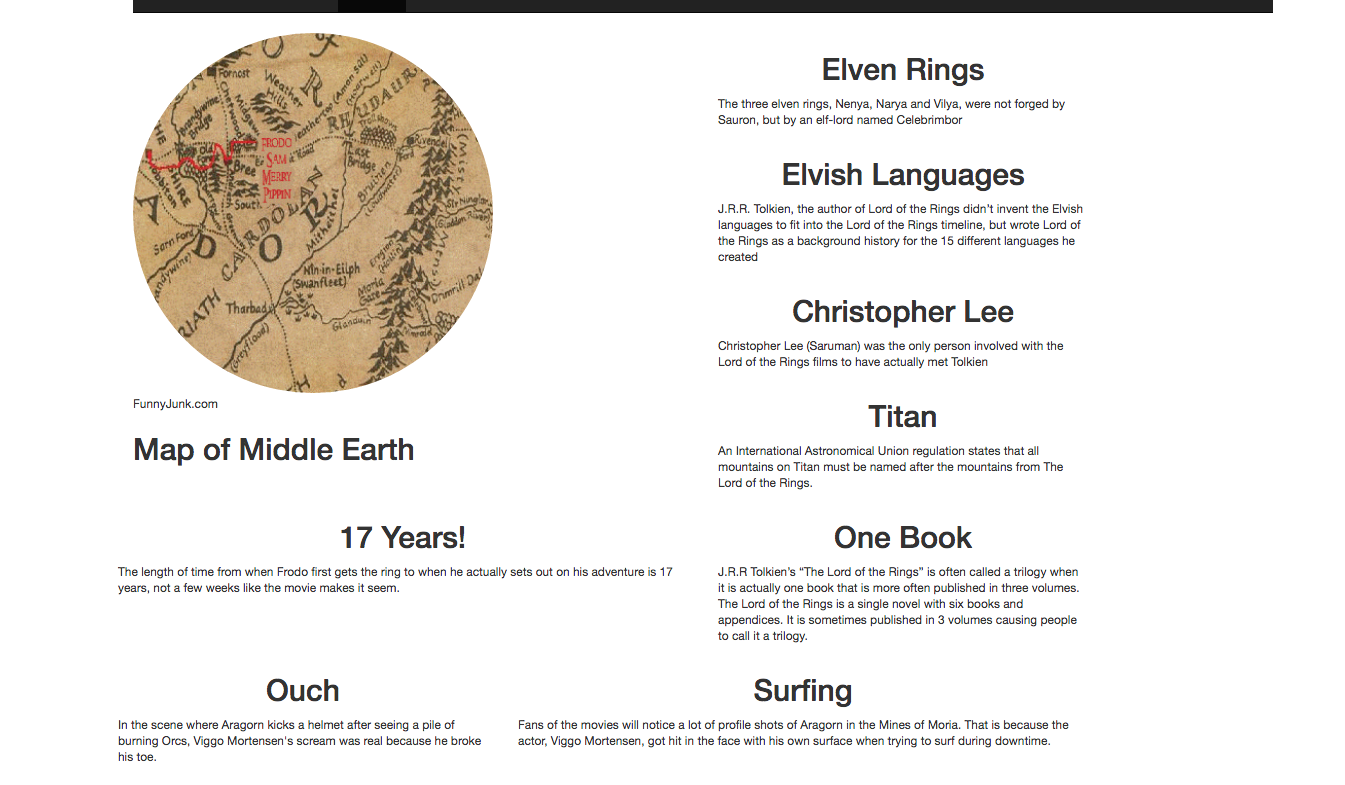 Fornost
Weather
Hills
RHUDAUR
Bridge
FRODO
SAM
MERRY
PIPPIN
Bree
South
Last
Bridge
CARDOLAN
Mitheithel
Bruinen
(Loudwater)
Sarn Ford
Nîn-in-Eilph
(Swanfleet)
Moria
Gate
Tharbad
Glanduin
(Greyflood)
FunnyJunk.com
Map of Middle Earth
Elven Rings
The three elven rings, Nenya, Narya and Vilya, were not forged by
Sauron, but by an elf-lord named Celebrimbor
Elvish Languages
J.R.R. Tolkien, the author of Lord of the Rings didn't invent the Elvish
languages to fit into the Lord of the Rings timeline, but wrote Lord of
the Rings as a background history for the 15 different languages he
created
Christopher Lee
Christopher Lee (Saruman) was the only person involved with the
Lord of the Rings films to have actually met Tolkien
Titan
An International Astronomical Union regulation states that all
mountains on Titan must be named after the mountains from The
Lord of the Rings.
17 Years!
The length of time from when Frodo first gets the ring to when he actually sets out on his adventure is 17
years, not a few weeks like the movie makes it seem.
One Book
J.R.R Tolkien's “The Lord of the Rings” is often called a trilogy when
it is actually one book that is more often published in three volumes.
The Lord of the Rings is a single novel with six books and
appendices. It is sometimes published in 3 volumes causing people
to call it a trilogy.
Ouch
In the scene where Aragorn kicks a helmet after seeing a pile of
burning Orcs, Viggo Mortensen's scream was real because he broke
his toe.
Surfing
Fans of the movies will notice a lot of profile shots of Aragorn in the Mines of Moria. That is because the
actor, Viggo Mortensen, got hit in the face with his own surface when trying to surf during downtime.